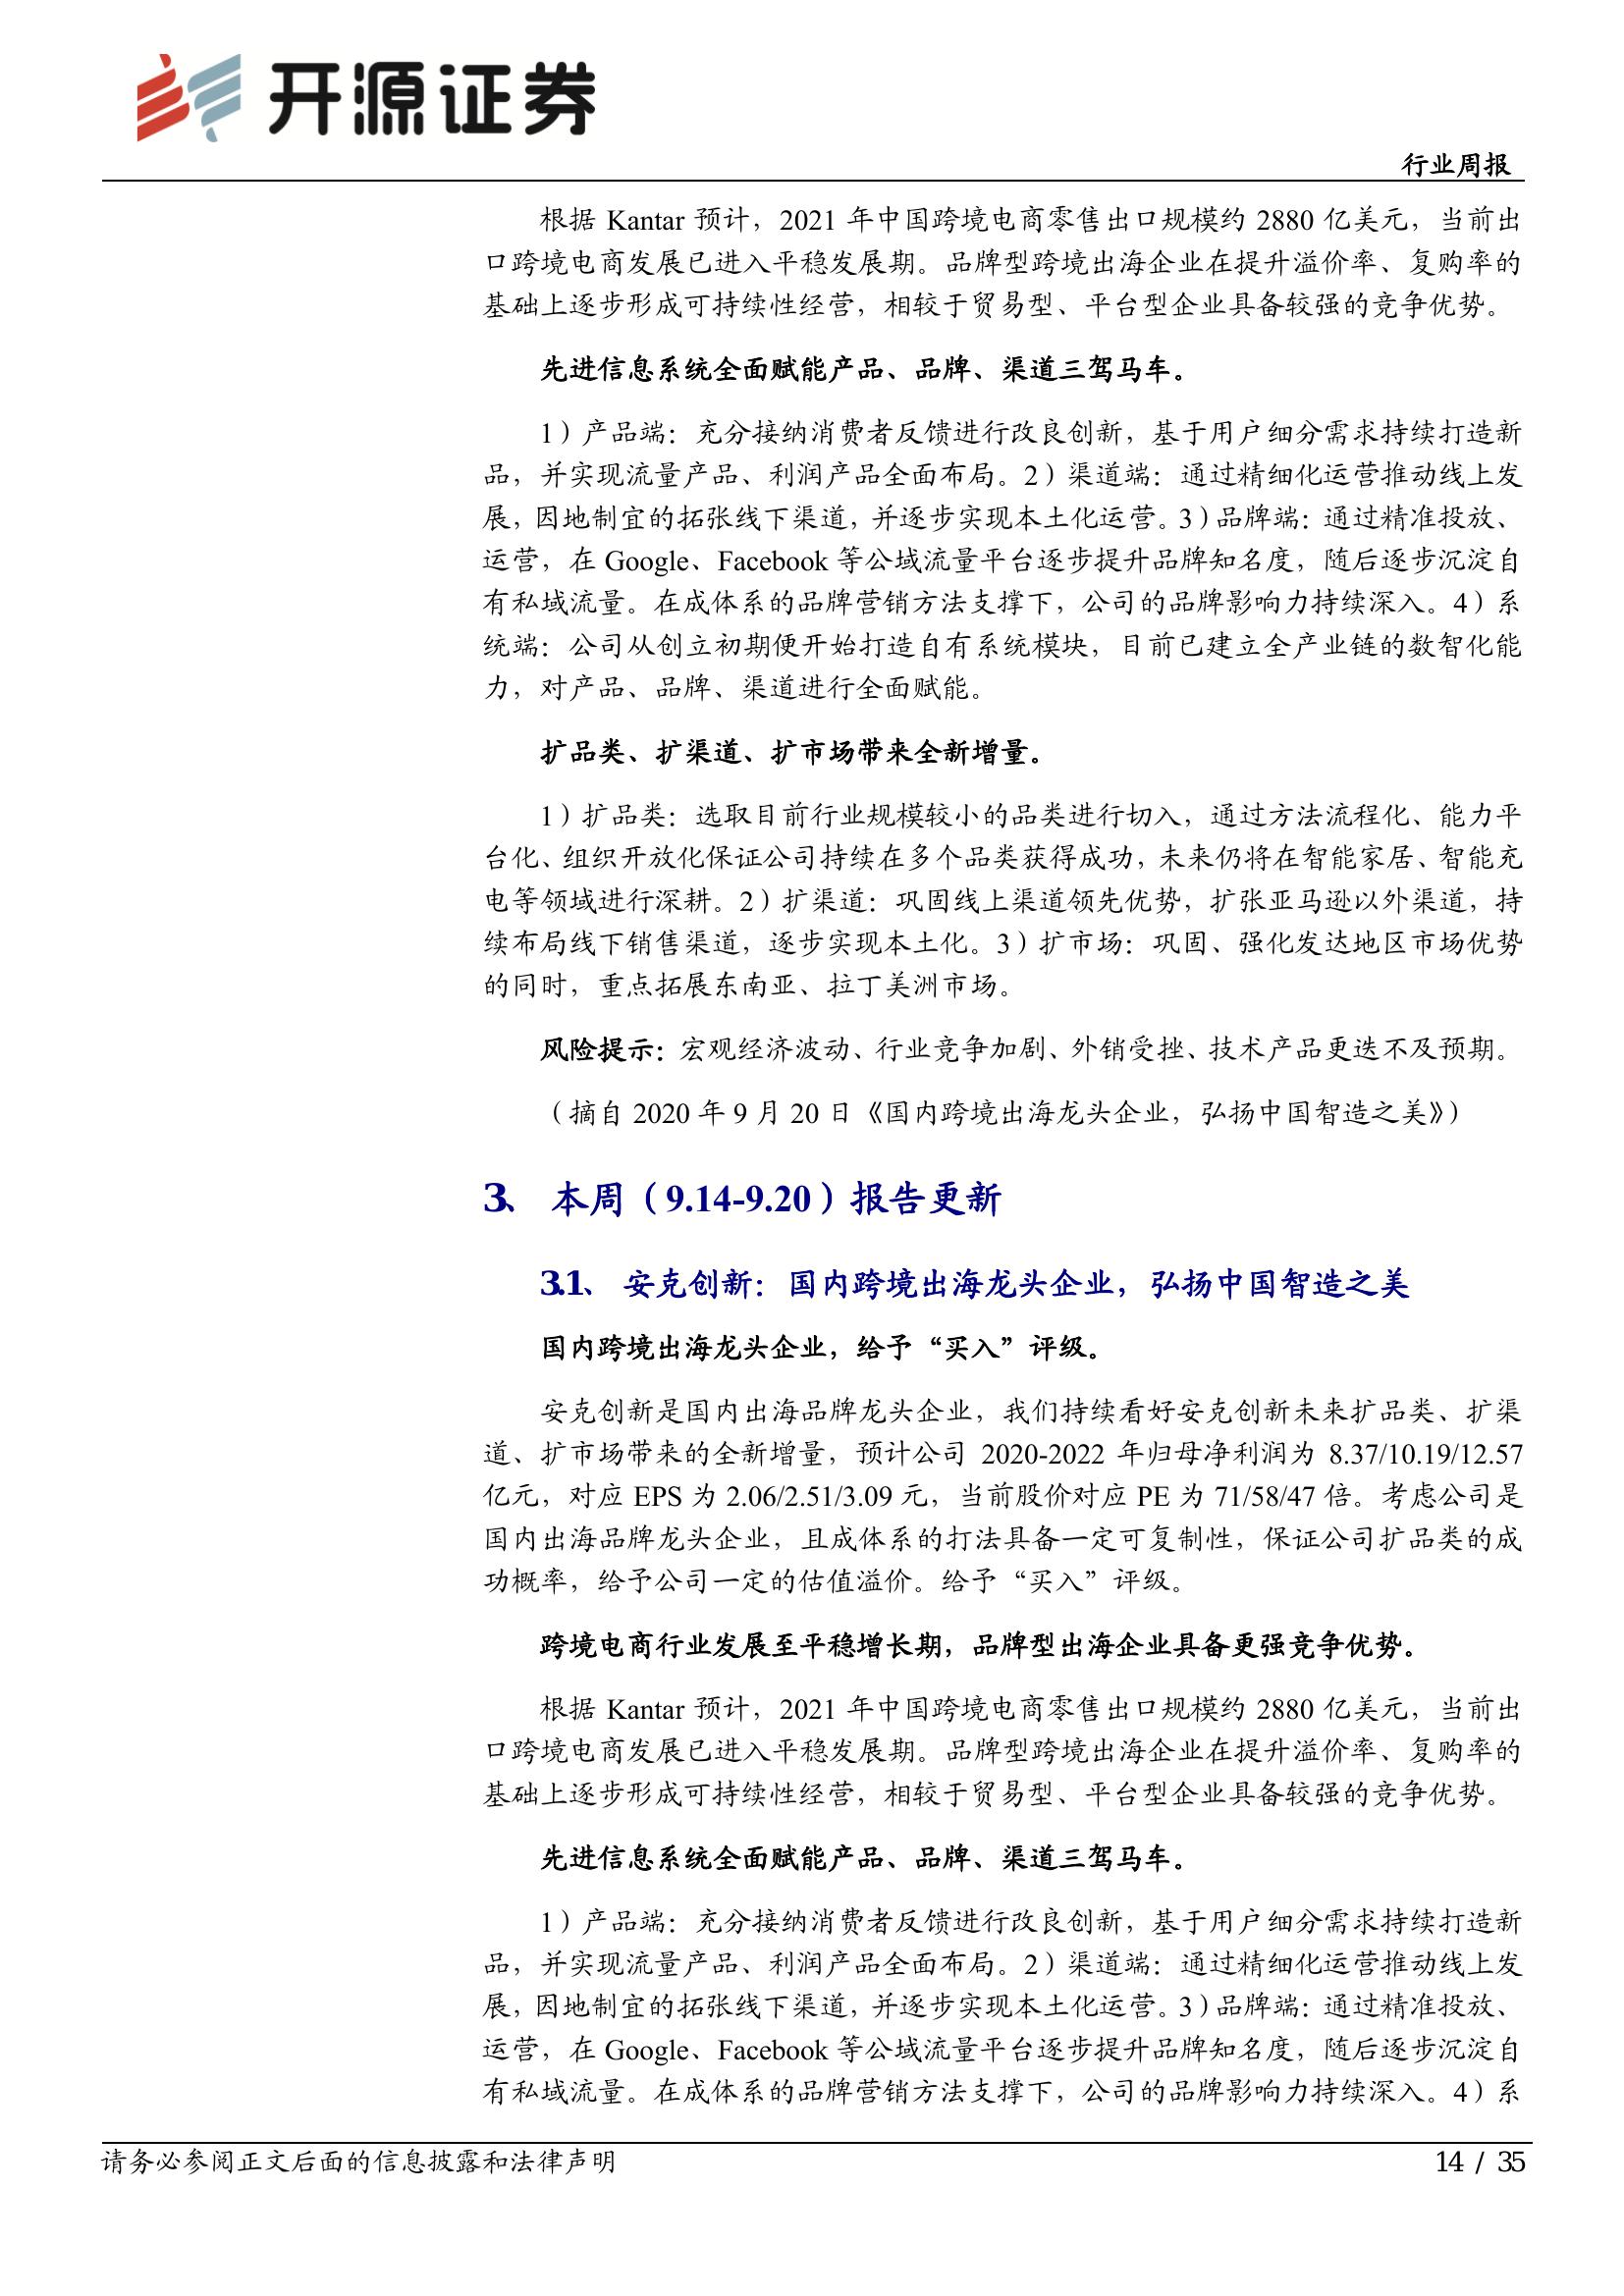 开源证券
行业周报
根据 Kantar 预计，2021 年中国跨境电商零售出口规模约 2880 亿美元，当前出
口跨境电商发展已进入平稳发展期。品牌型跨境出海企业在提升溢价率、复购率的
基础上逐步形成可持续性经营，相较于贸易型、平台型企业具备较强的竞争优势。
先进信息系统全面赋能产品、品牌、渠道三驾马车。
1）产品端：充分接纳消费者反馈进行改良创新，基于用户细分需求持续打造新
品，并实现流量产品、利润产品全面布局。2）渠道端：通过精细化运营推动线上发
展，因地制宜的拓张线下渠道，并逐步实现本土化运营。3）品牌端：通过精准投放、
运营，在 Google、Facebook 等公域流量平台逐步提升品牌知名度，随后逐步沉淀自
有私域流量。在成体系的品牌营销方法支撑下，公司的品牌影响力持续深入。4）系
统端：公司从创立初期便开始打造自有系统模块，目前已建立全产业链的数智化能
力，对产品、品牌、渠道进行全面赋能。
扩品类、扩渠道、扩市场带来全新增量。
1）扩品类：选取目前行业规模较小的品类进行切入，通过方法流程化、能力平
台化、组织开放化保证公司持续在多个品类获得成功，未来仍将在智能家居、智能充
电等领域进行深耕。2）扩渠道：巩固线上渠道领先优势，扩张亚马逊以外渠道，持
续布局线下销售渠道，逐步实现本土化。3）扩市场：巩固、强化发达地区市场优势
的同时，重点拓展东南亚、拉丁美洲市场。
风险提示：宏观经济波动、行业竞争加剧、外销受挫、技术产品更迭不及预期。
（摘自 2020 年 9 月 20 日《国内跨境出海龙头企业，弘扬中国智造之美》）
3、 本周（9.14-9.20）报告更新
3.1、 安克创新：国内跨境出海龙头企业，弘扬中国智造之美
国内跨境出海龙头企业，给予“买入”评级。
安克创新是国内出海品牌龙头企业，我们持续看好安克创新未来扩品类、扩渠
道、扩市场带来的全新增量，预计公司 2020-2022 年归母净利润为 8.37/10.19/12.57
亿元，对应 EPS 为 2.06/2.51/3.09 元，当前股价对应 PE 为 71/58/47 倍。考虑公司是
国内出海品牌龙头企业，且成体系的打法具备一定可复制性，保证公司扩品类的成
功概率，给予公司一定的估值溢价。给予“买入”评级。
跨境电商行业发展至平稳增长期，品牌型出海企业具备更强竞争优势。
根据 Kantar 预计，2021 年中国跨境电商零售出口规模约 2880 亿美元，当前出
口跨境电商发展已进入平稳发展期。品牌型跨境出海企业在提升溢价率、复购率的
基础上逐步形成可持续性经营，相较于贸易型、平台型企业具备较强的竞争优势。
先进信息系统全面赋能产品、品牌、渠道三驾马车。
1）产品端：充分接纳消费者反馈进行改良创新，基于用户细分需求持续打造新
品，并实现流量产品、利润产品全面布局。2）渠道端：通过精细化运营推动线上发
展，因地制宜的拓张线下渠道，并逐步实现本土化运营。3）品牌端：通过精准投放、
运营，在 Google、Facebook 等公域流量平台逐步提升品牌知名度，随后逐步沉淀自
有私域流量。在成体系的品牌营销方法支撑下，公司的品牌影响力持续深入。4）系
请务必参阅正文后面的信息披露和法律声明
14 / 35